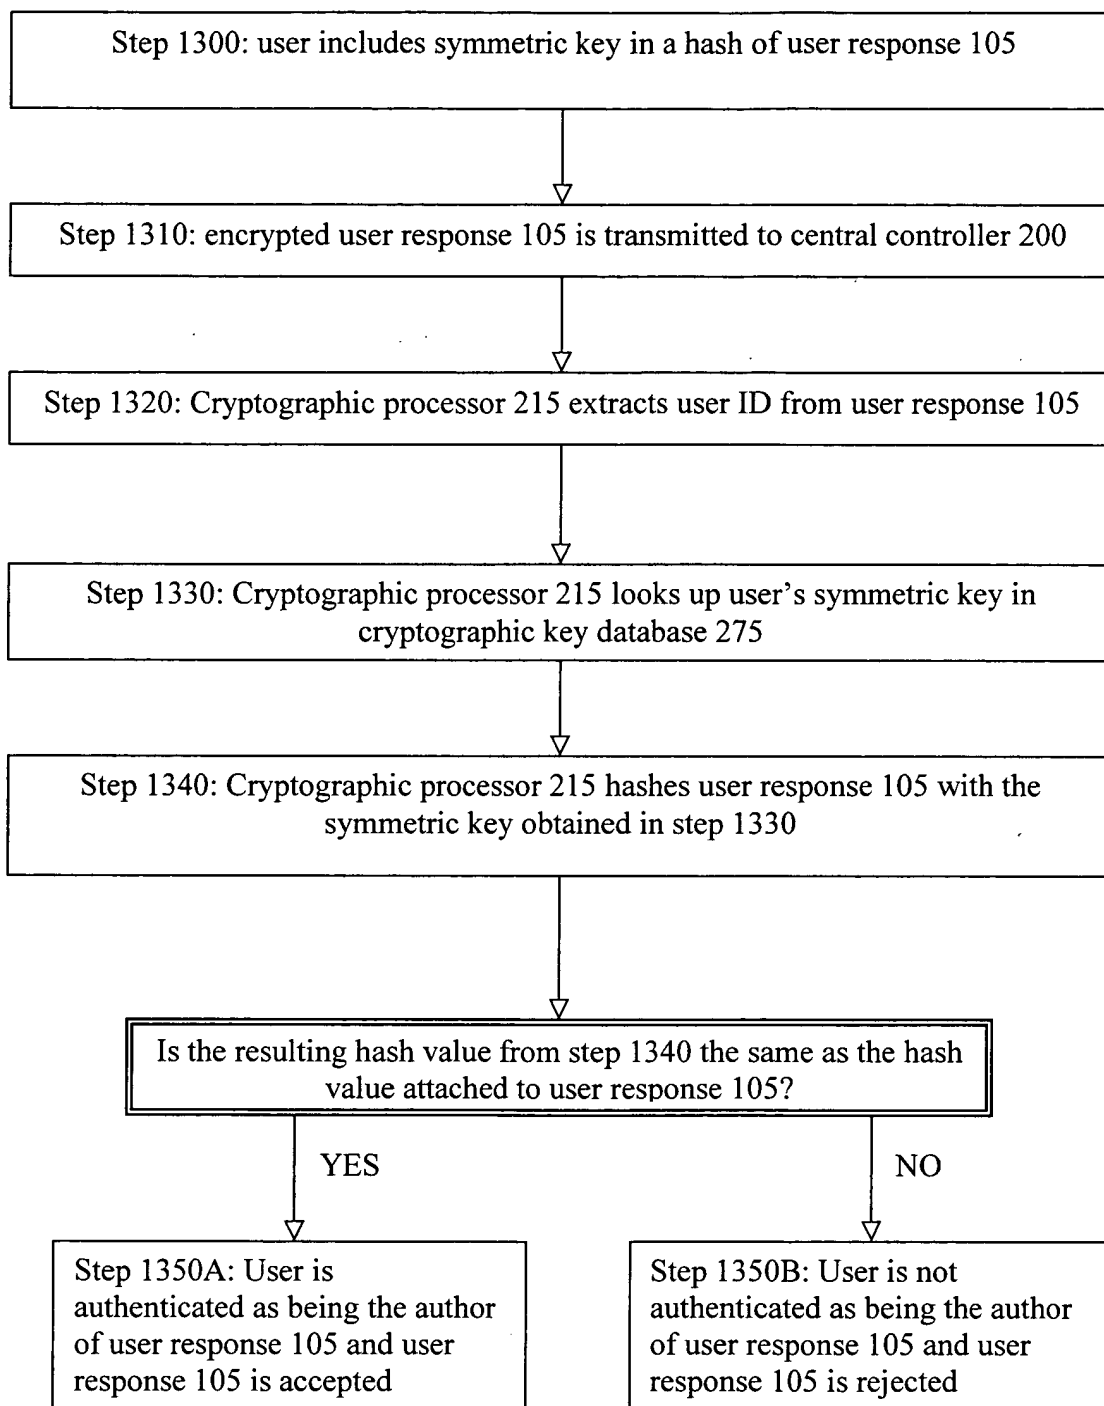 Step 1300: user includes symmetric key in a hash of user response 105
Step 1310: encrypted user response 105 is transmitted to central controller 200
Step 1320: Cryptographic processor 215 extracts user ID from user response 105
Step 1330: Cryptographic processor 215 looks up user's symmetric key in
cryptographic key database 275
Step 1340: Cryptographic processor 215 hashes user response 105 with the
symmetric key obtained in step 1330
Is the resulting hash value from step 1340 the same as the hash
value attached to user response 105?
YES
NO
Step 1350A: User is
authenticated as being the author
of user response 105 and user
response 105 is accepted
Step 1350B: User is not
authenticated as being the author
of user response 105 and user
response 105 is rejected